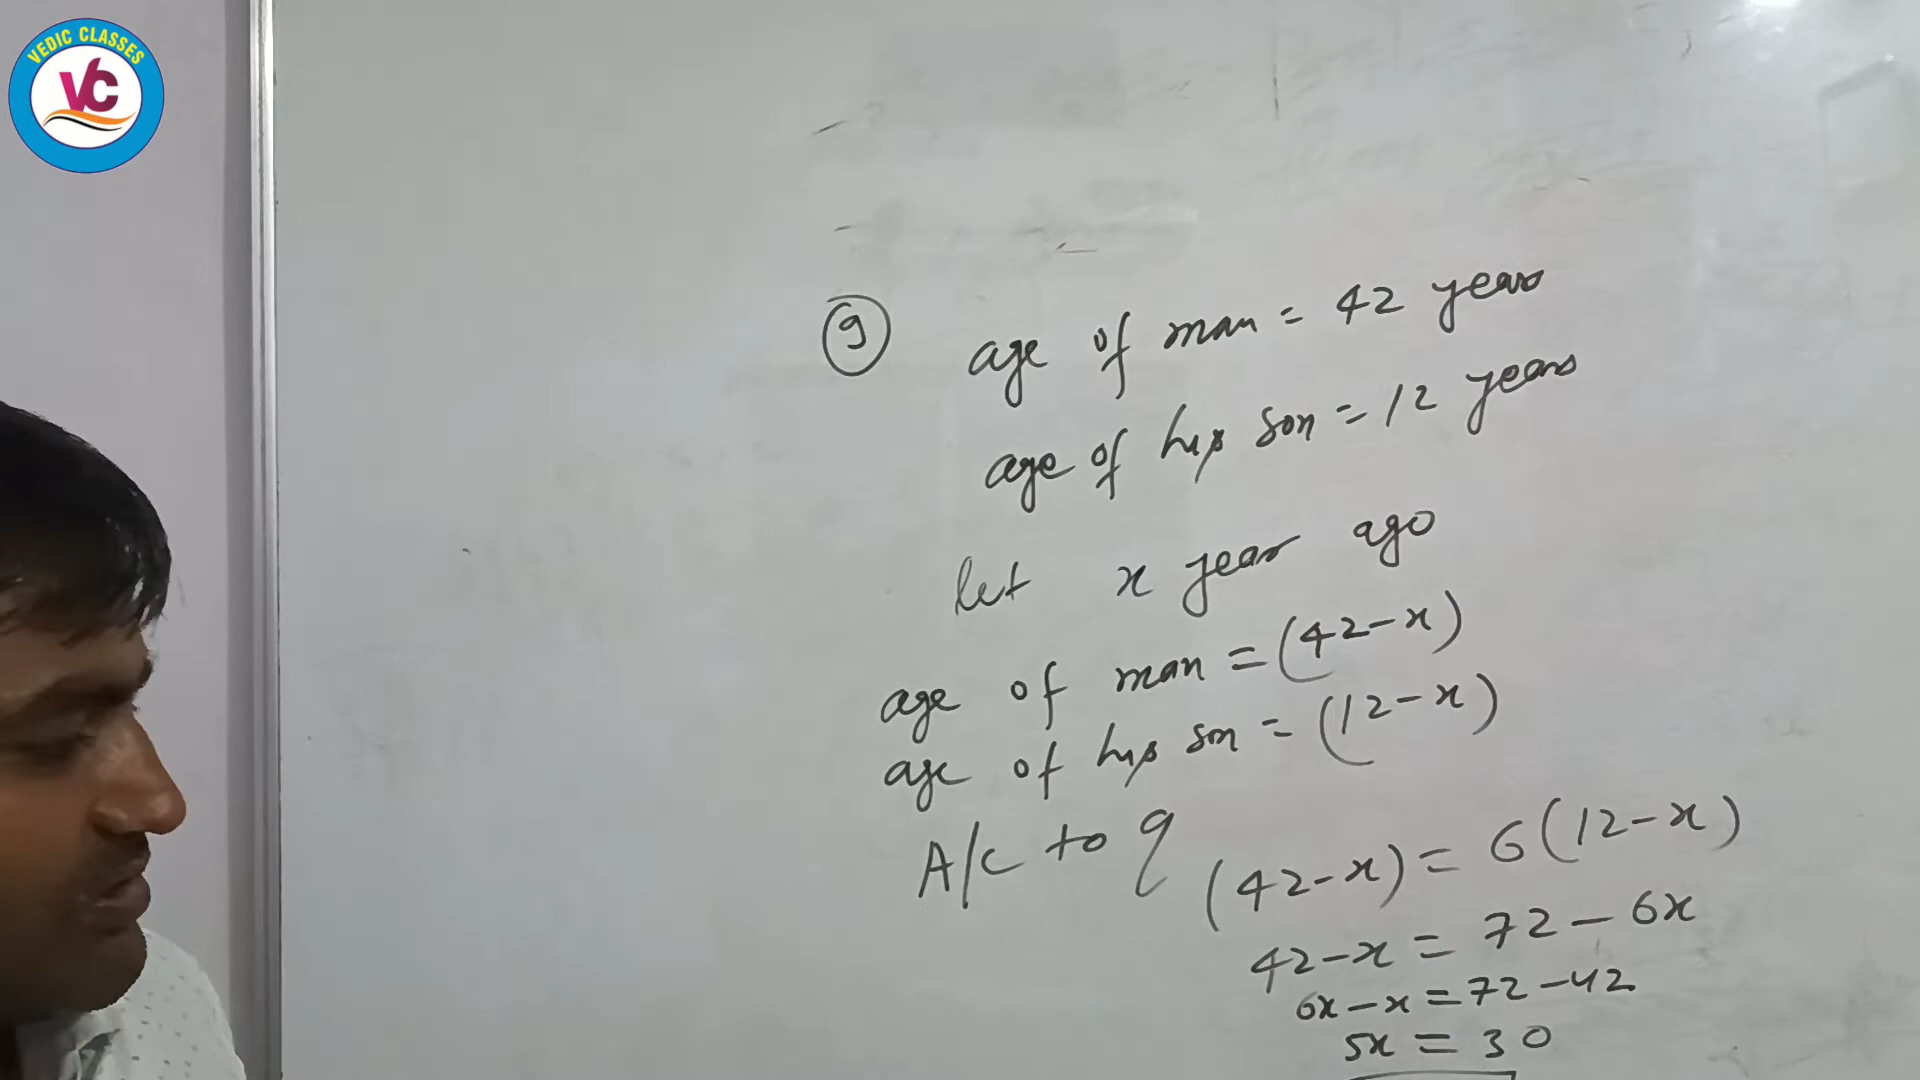 VEDIC CLASSES
VC
9 age of man = 42 years
age of his son = 12 years
let x year ago
age of man = (42-x)
age of his son = (12-x)
A/c to q (42-x) = 6(12-x)
42-x = 72-6x
6x-x = 72-42
5x = 30